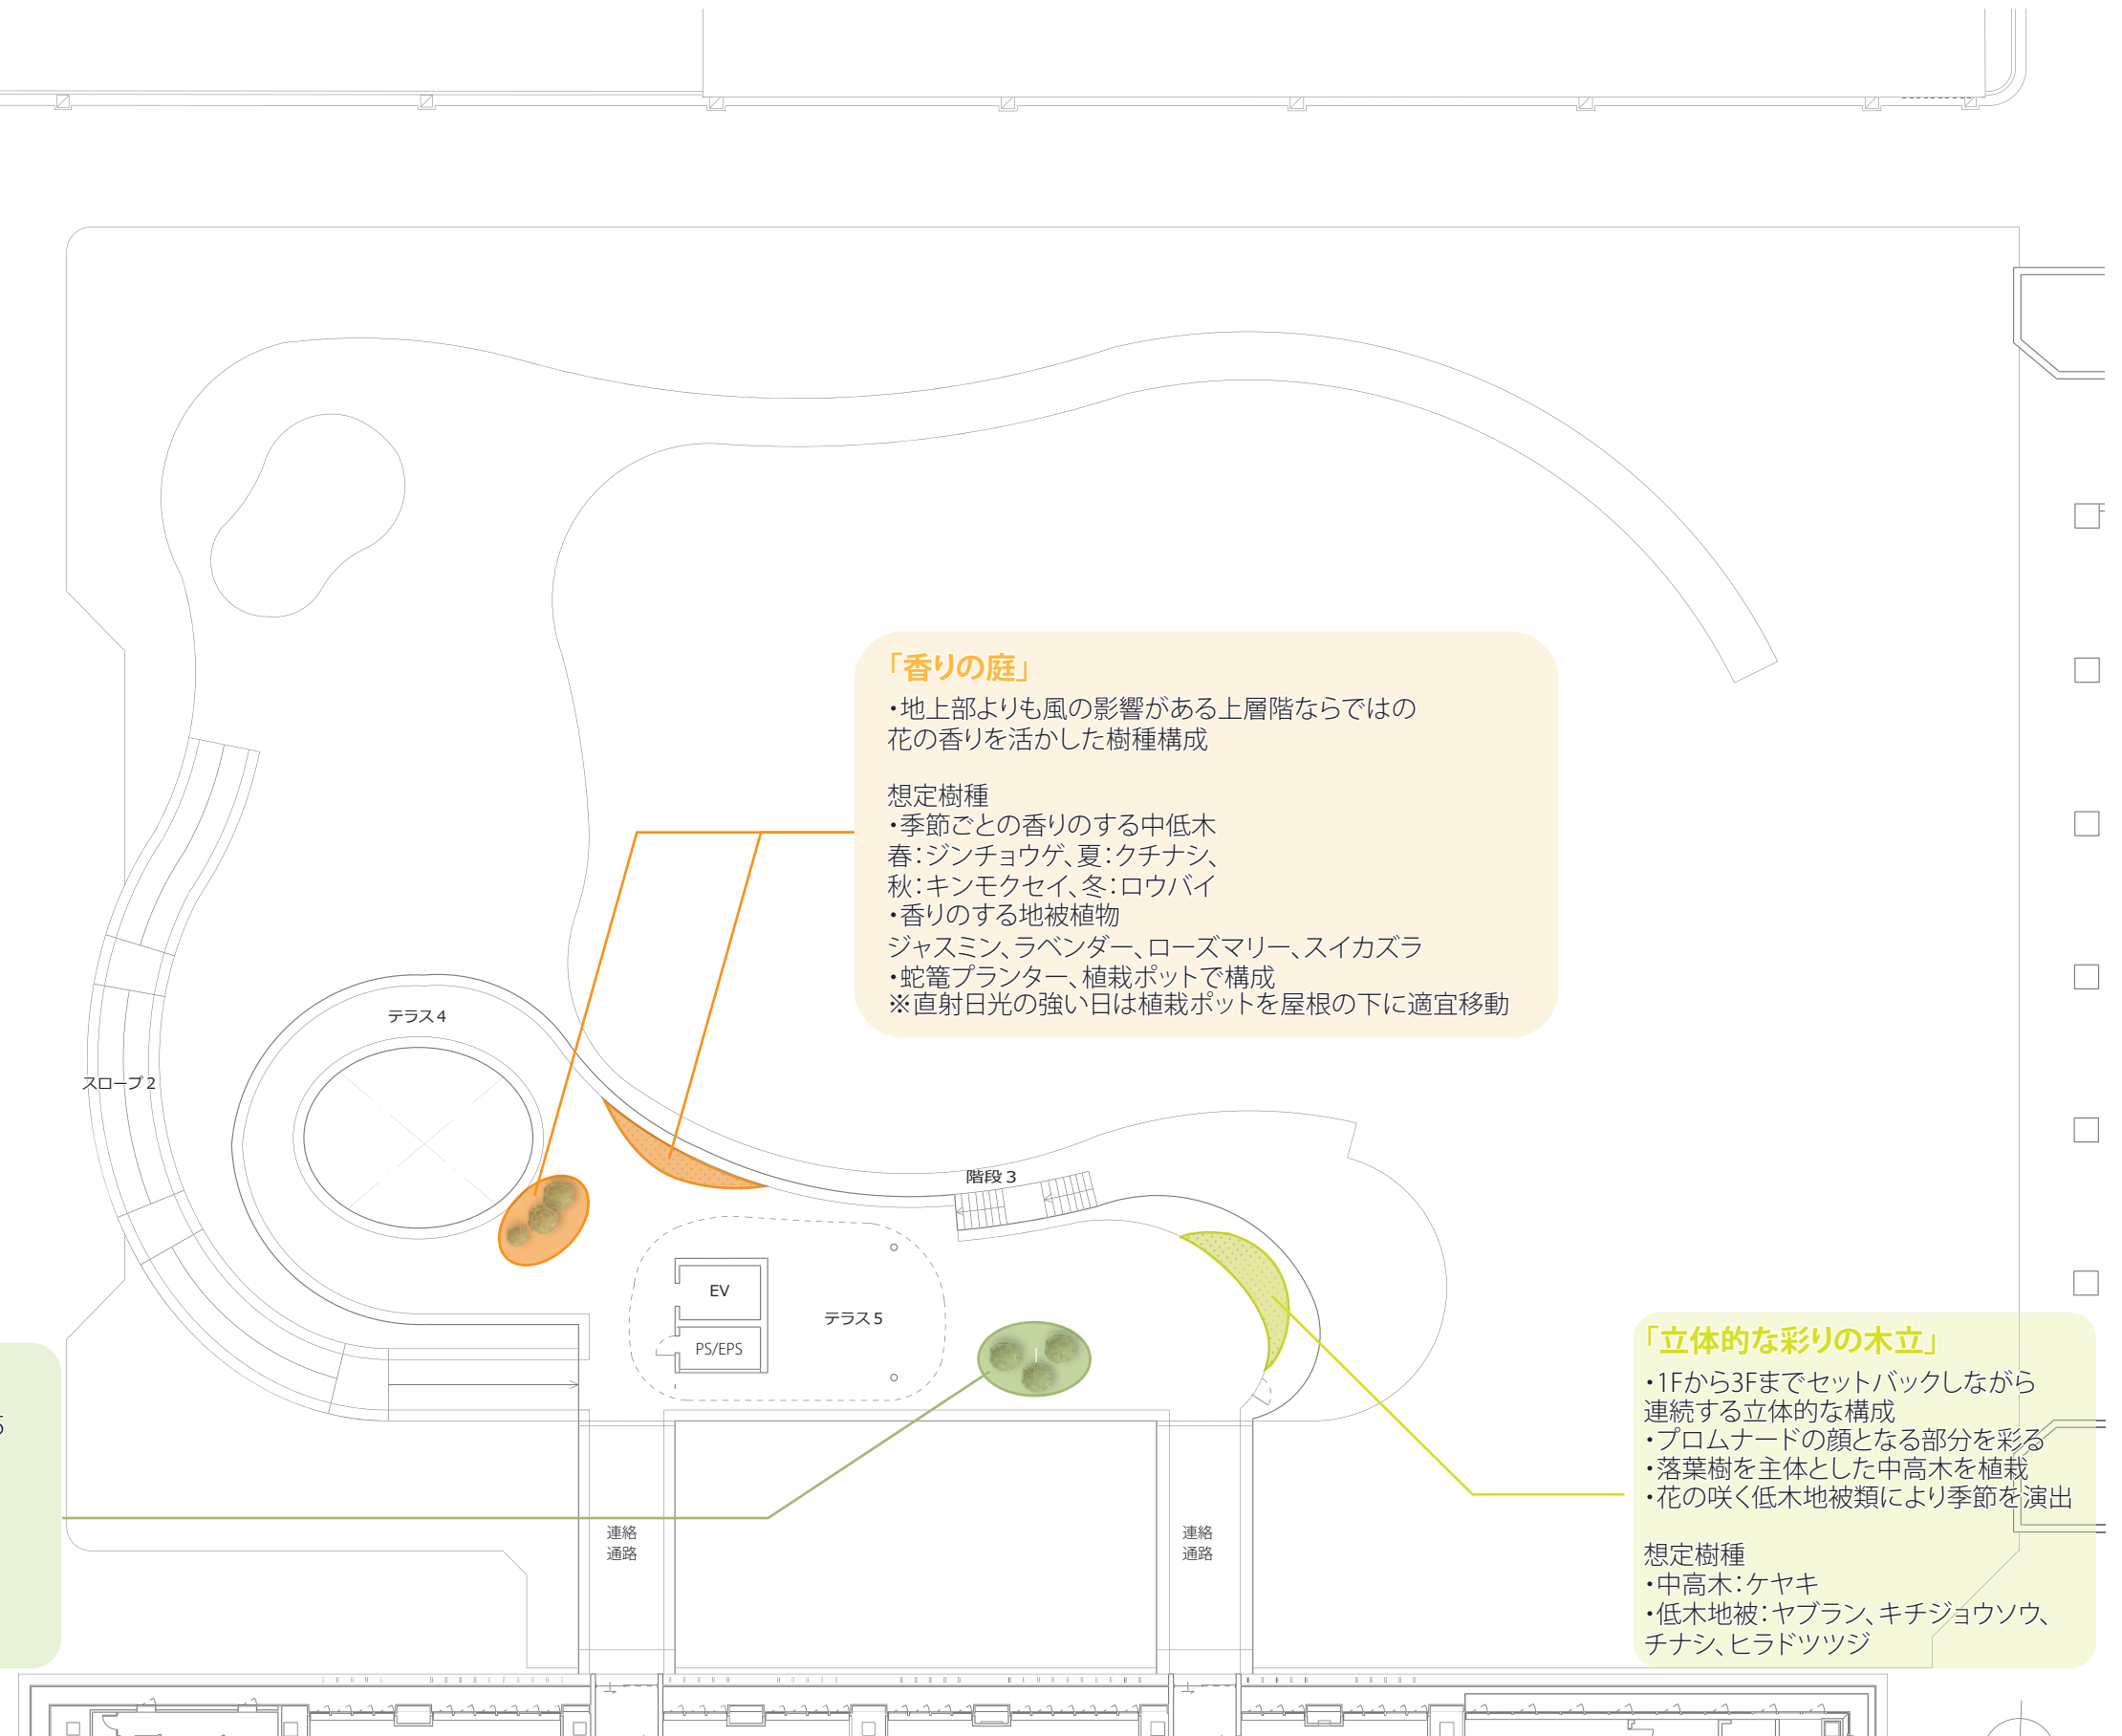 「香りの庭」
・地上部よりも風の影響がある上層階ならではの
花の香りを活かした樹種構成
想定樹種
・季節ごとの香りのする中低木
春：ジンチョウゲ、夏：クチナシ、
秋：キンモクセイ、冬：ロウバイ
・香りのする地被植物
ジャスミン、ラベンダー、ローズマリー、スイカズラ
・蛇篭プランター、植栽ポットで構成
※直射日光の強い日は植栽ポットを屋根の下に適宜移動
テラス4
スロープ2
階段3
EV
テラス5
PS/EPS
「立体的な彩りの木立」
・1Fから3Fまでセットバックしながら
連続する立体的な構成
・プロムナードの顔となる部分を彩る
・落葉樹を主体とした中高木を植栽
・花の咲く低木地被類により季節を演出
想定樹種
・中高木：ケヤキ
・低木地被：ヤブラン、キチジョウソウ、
チナシ、ヒラドツツジ
連絡
通路
連絡
通路